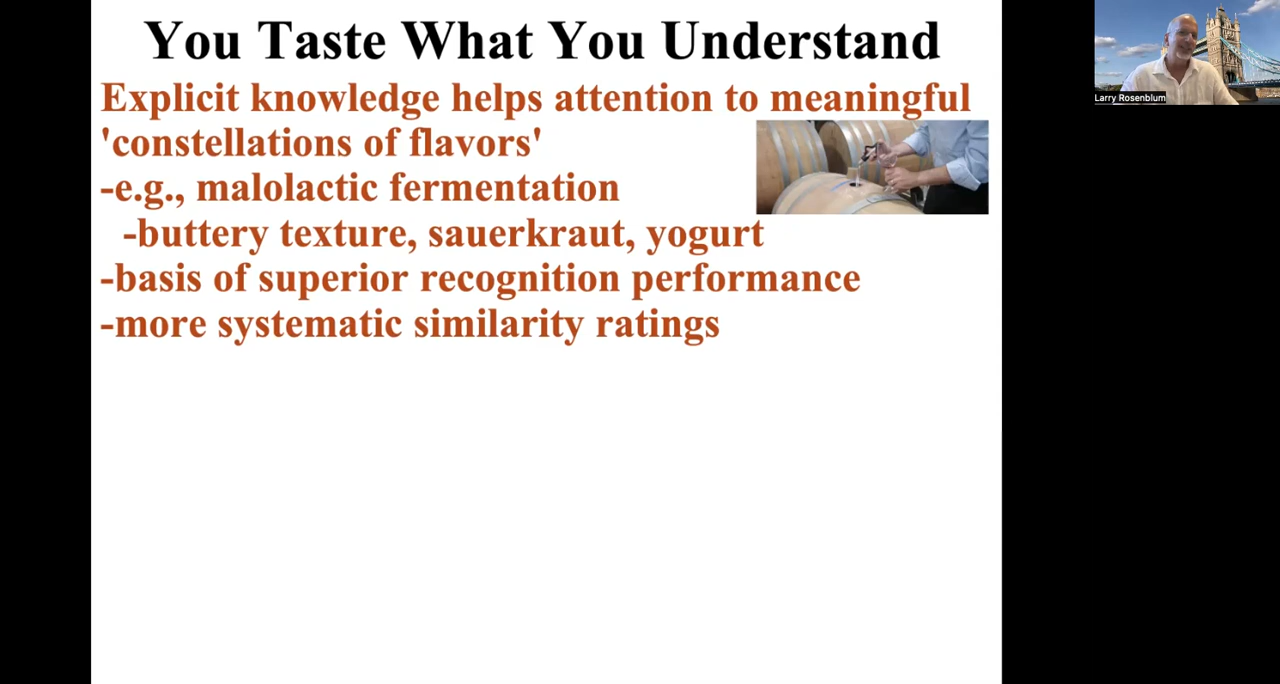 You Taste What You Understand
Explicit knowledge helps attention to meaningful
'constellations of flavors'
-e.g., malolactic fermentation
-buttery texture, sauerkraut, yogurt
-basis of superior recognition performance
-more systematic similarity ratings
Larry Rosenblum